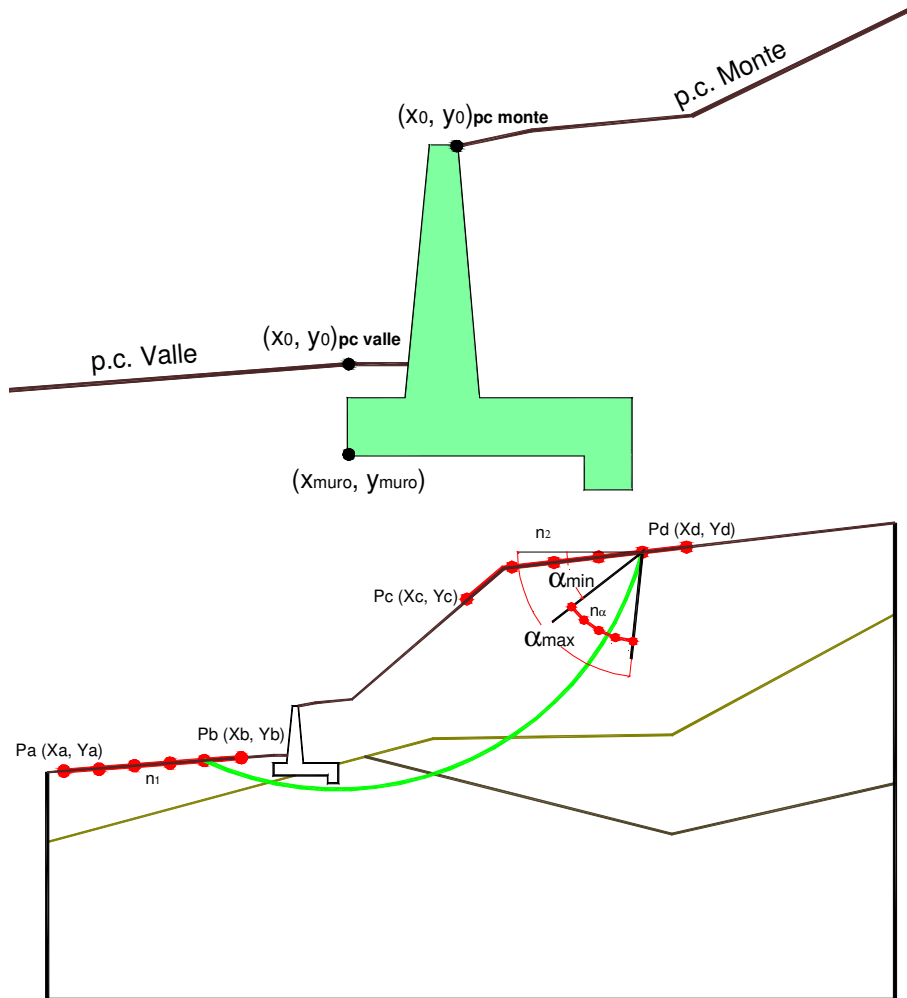 p.c. Monte
(x0, y0)pc monte
(x0, y0)pc valle
p.c. Valle
(xmuro, ymuro)
n2
Pd (Xd, Yd)
αmin
Pc (Xc, Yc)
nα
αmax
Pb (Xb, Yb)
Pa (Xa, Ya)
n1